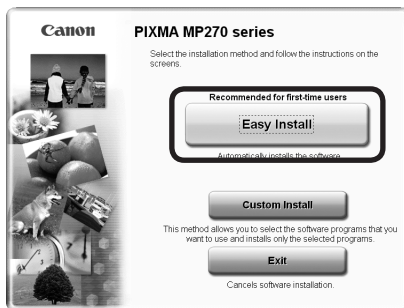 Canon
PIXMA MP270 series
Select the installation method and follow the instructions on the
screens.
Recommended for first-time users
Easy Install
Automatically installs the software.
Custom Install
This method allows you to select the software programs that you
want to use and installs only the selected programs.
Exit
Cancels software installation.